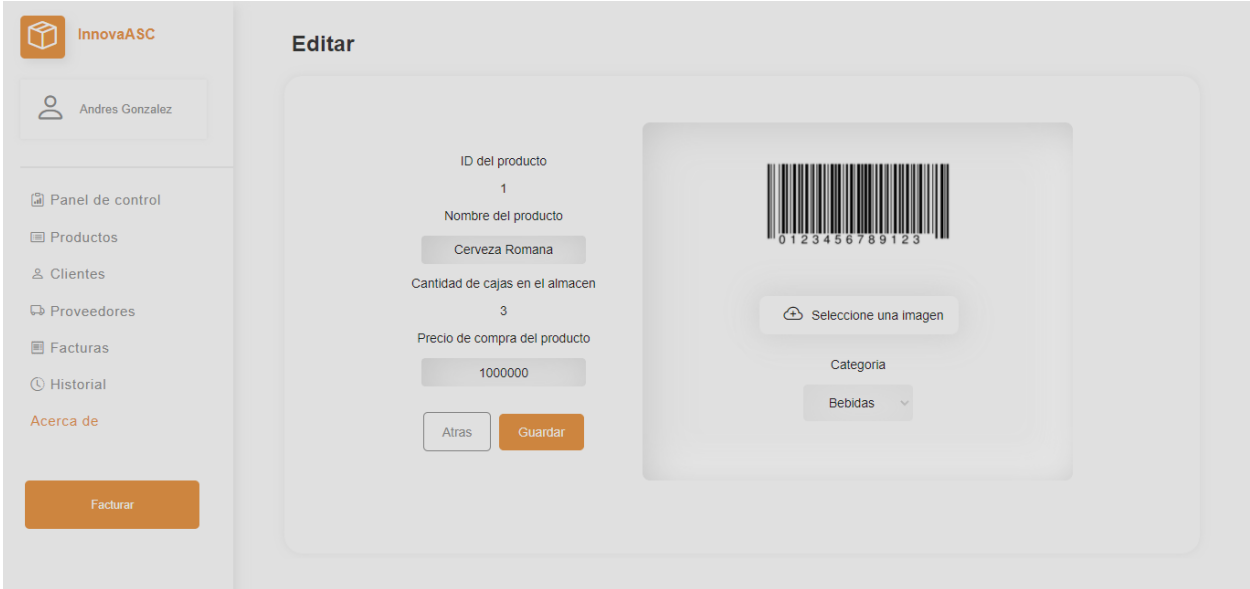 InnovaASC
Andres Gonzalez
Panel de control
Productos
Clientes
Proveedores
Facturas
Historial
Acerca de
Facturar
Editar
ID del producto
1
Nombre del producto
Cerveza Romana
Cantidad de cajas en el almacen
3
Precio de compra del producto
1000000
Atras
Guardar
0123456789123
Seleccione una imagen
Categoria
Bebidas